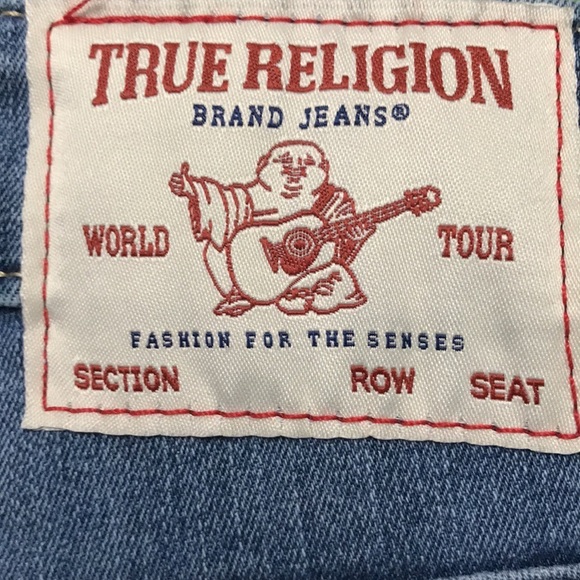 TRUE RELIGION
BRAND JEANS®
WORLD TOUR
FASHION FOR THE SENSES
SECTION ROW SEAT